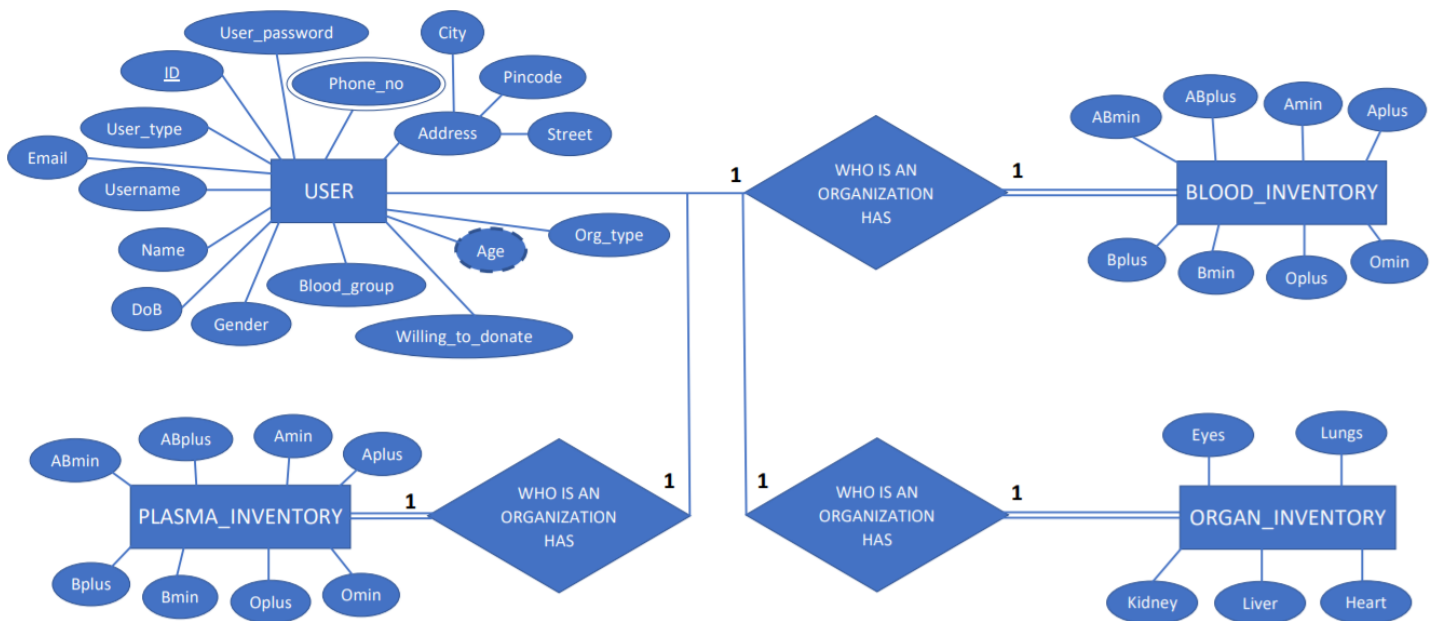 User_password
City
ID
Phone_no
Pincode
User_type
Address
Street
Email
Username
USER
Name
Age
Org_type
DoB
Gender
Blood_group
Willing_to_donate
1
WHO IS AN
ORGANIZATION
HAS
1
ABmin
ABplus
Amin
Aplus
BLOOD_INVENTORY
Bplus
Bmin
Oplus
Omin
ABmin
ABplus
Amin
Aplus
PLASMA_INVENTORY
Bplus
Bmin
Oplus
Omin
1
WHO IS AN
ORGANIZATION
HAS
1
1
WHO IS AN
ORGANIZATION
HAS
1
Eyes
Lungs
ORGAN_INVENTORY
Kidney
Liver
Heart